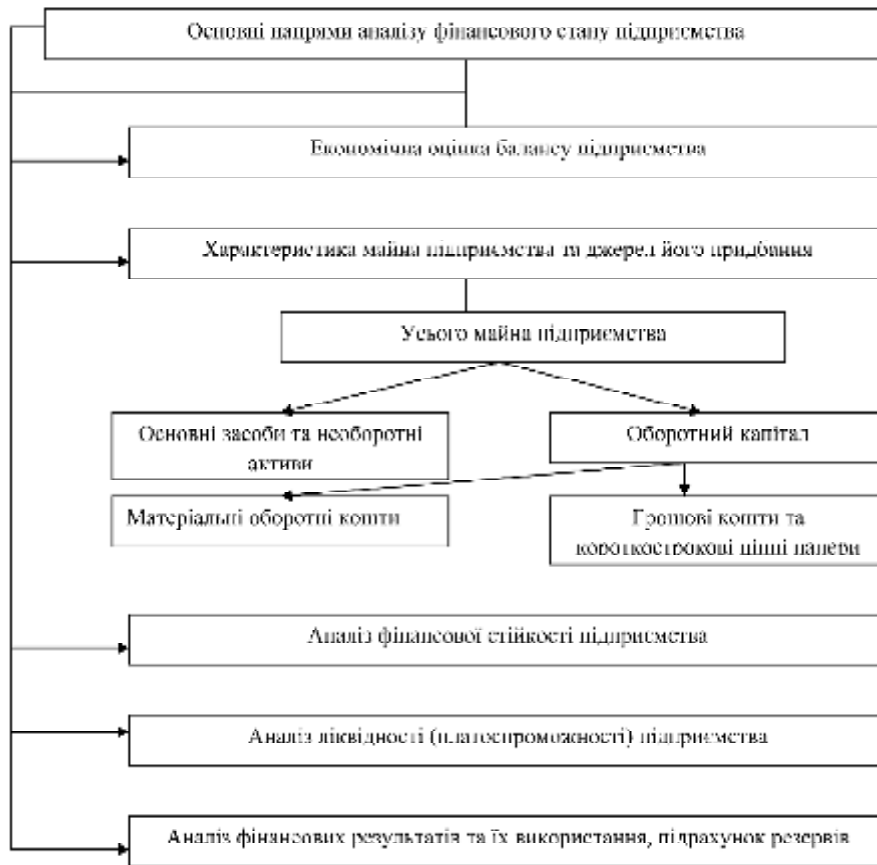 Основні напрями аналізу фінансового стану підприємства
Економічна оцінка балансу підприємства
Характеристика майна підприємства та джерел його придбання
Усього майна підприємства
Основні засоби та необоротні
активи
Оборотний капітал
Матеріальні оборотні кошти
Грошові кошти та
короткострокові цінні папери
Аналіз фінансової стійкості підприємства
Аналіз ліквідності (платоспроможності) підприємства
Аналіз фінансових результатів та їх використання, підрахунок резервів